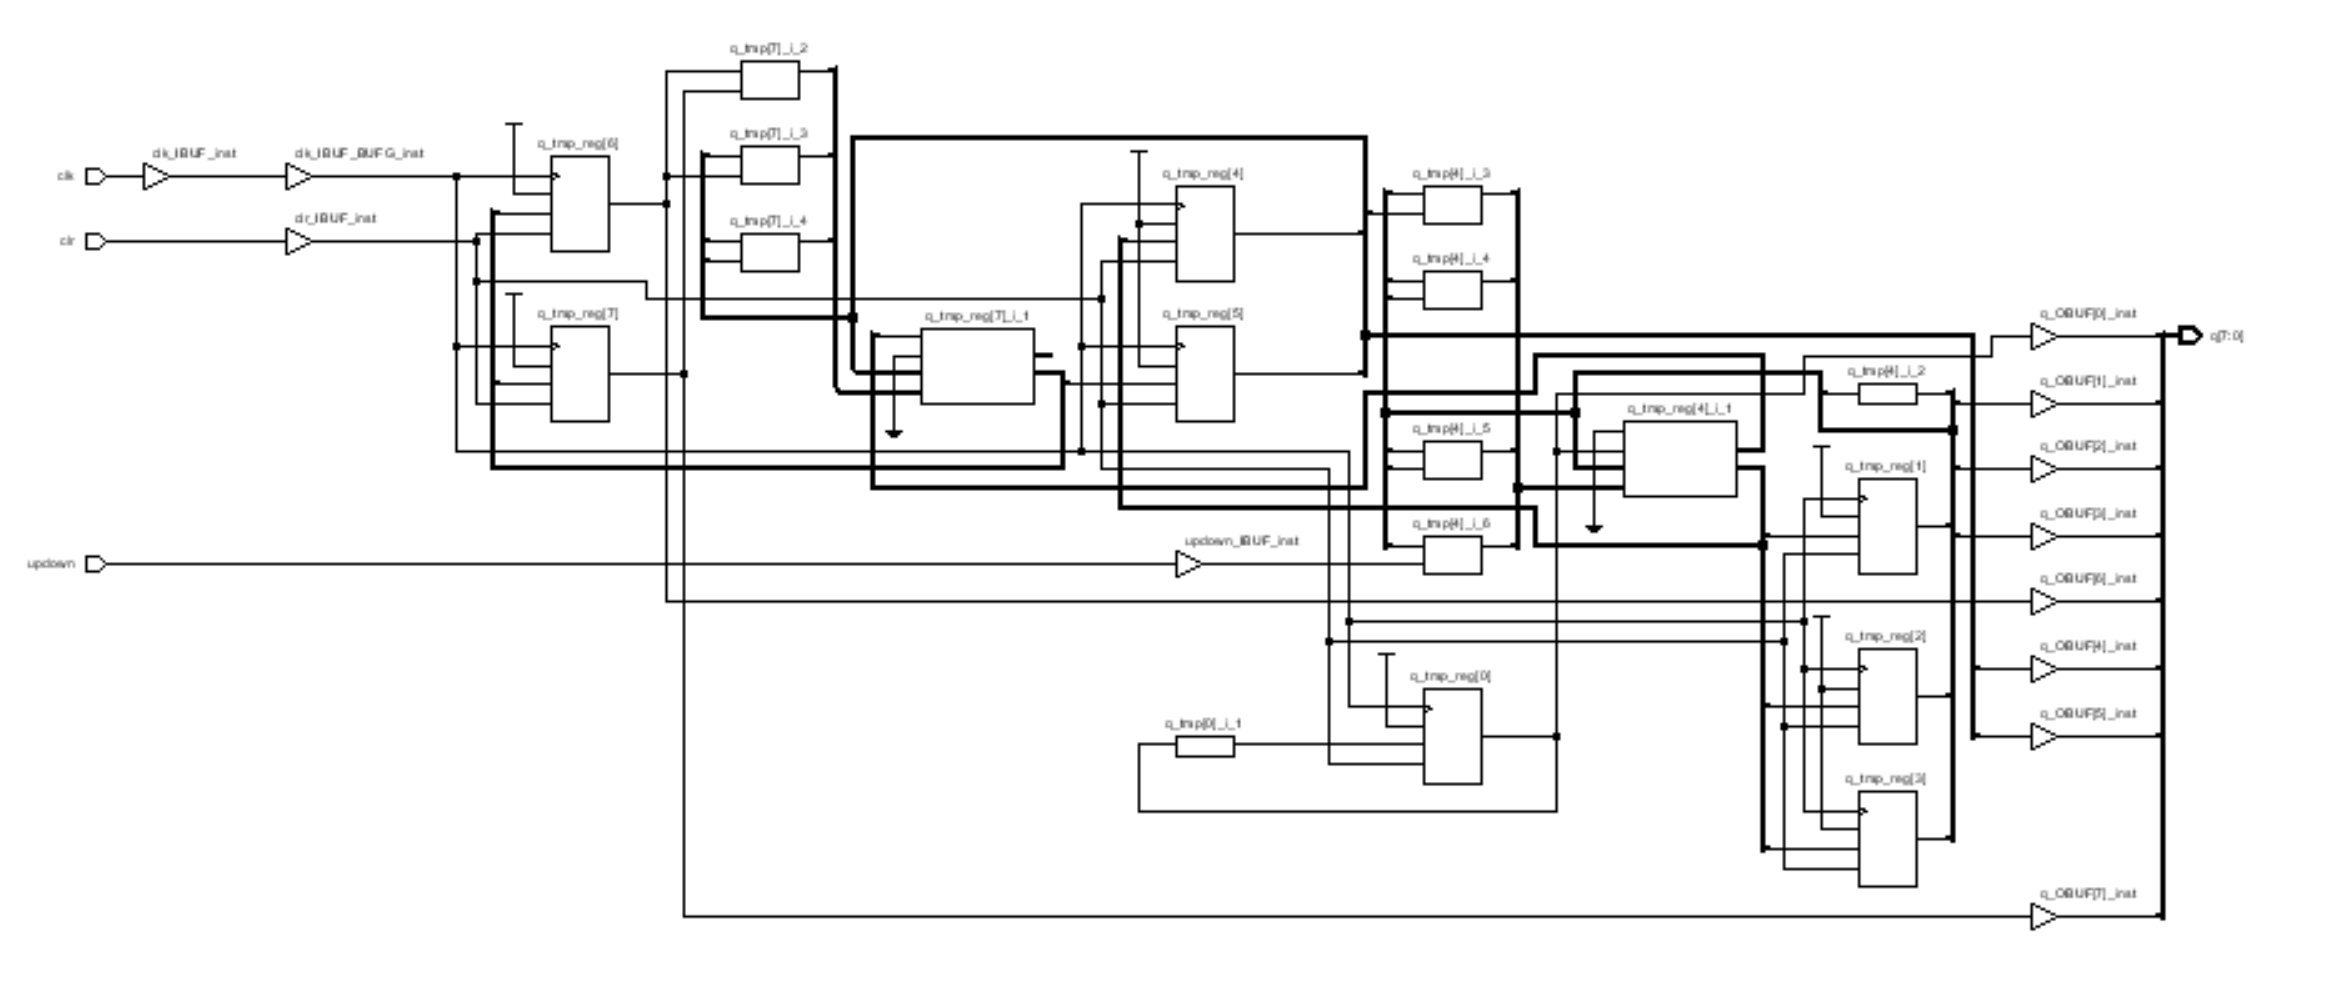 q_tmp[7]_i_2
q_tmp[7]_i_3
q_tmp_reg[6]
clk_IBUF_inst
clk_IBUF_BUFG_inst
clk
q_tmp_reg[4]
q_tmp[4]_i_3
clr_IBUF_inst
q_tmp[7]_i_4
clr
q_tmp[4]_i_4
q_tmp_reg[7]
q_tmp_reg[7]_i_1
q_tmp_reg[5]
q_OBUF[0]_inst
q[7:0]
q_tmp[4]_i_2
q_OBUF[1]_inst
q_tmp_reg[4]_i_1
q_tmp[4]_i_5
q_OBUF[2]_inst
q_tmp_reg[1]
q_OBUF[3]_inst
q_tmp[4]_i_6
updown_IBUF_inst
updown
q_OBUF[6]_inst
q_tmp_reg[2]
q_OBUF[4]_inst
q_tmp_reg[0]
q_tmp[0]_i_1
q_OBUF[5]_inst
q_tmp_reg[3]
q_OBUF[7]_inst